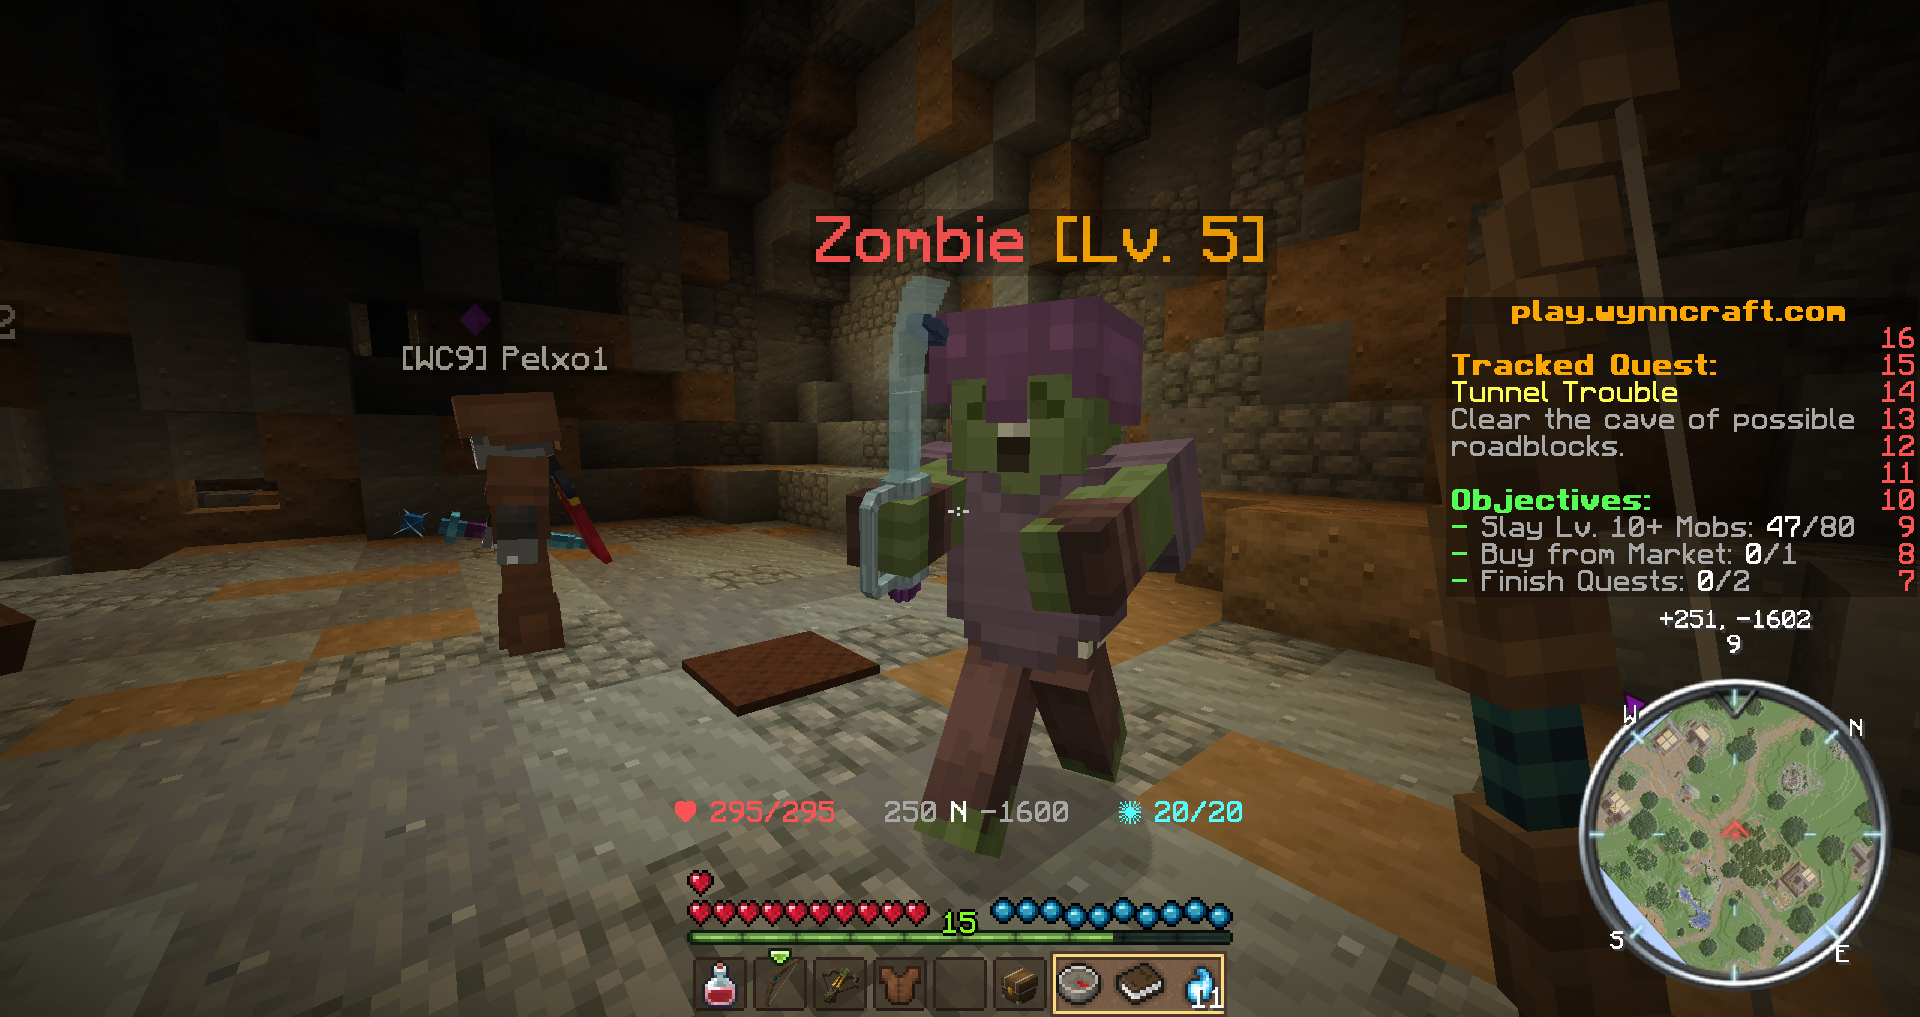 Zombie [Lv. 5]
2
[WC9] Pelxo1
play.wynncraft.com
16
Tracked Quest: 15
Tunnel Trouble 14
Clear the cave of possible 13
roadblocks. 12
11
Objectives: 10
- Slay Lv. 10+ Mobs: 47/80 9
- Buy from Market: 0/1 8
- Finish Quests: 0/2 7
+251, -1602
9
W
N
S
E
295/295 250 N -1600 20/20
15
11